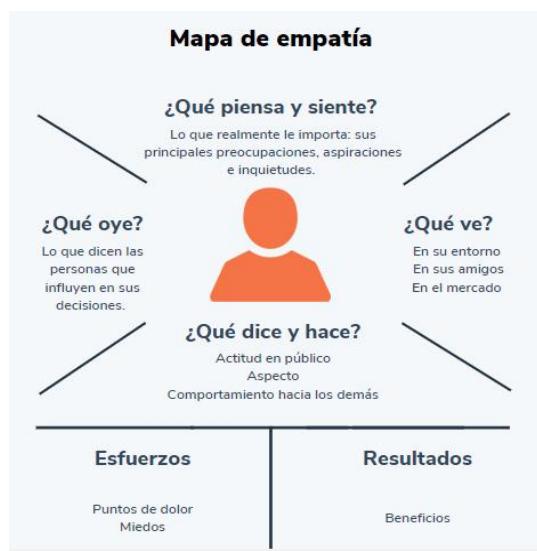 Mapa de empatía
¿Qué piensa y siente?
Lo que realmente le importa: sus
principales preocupaciones, aspiraciones
e inquietudes.
¿Qué oye?
Lo que dicen las
personas que
influyen en sus
decisiones.
¿Qué ve?
En su entorno
En sus amigos
En el mercado
¿Qué dice y hace?
Actitud en público
Aspecto
Comportamiento hacia los demás
Esfuerzos
Puntos de dolor
Miedos
Resultados
Beneficios